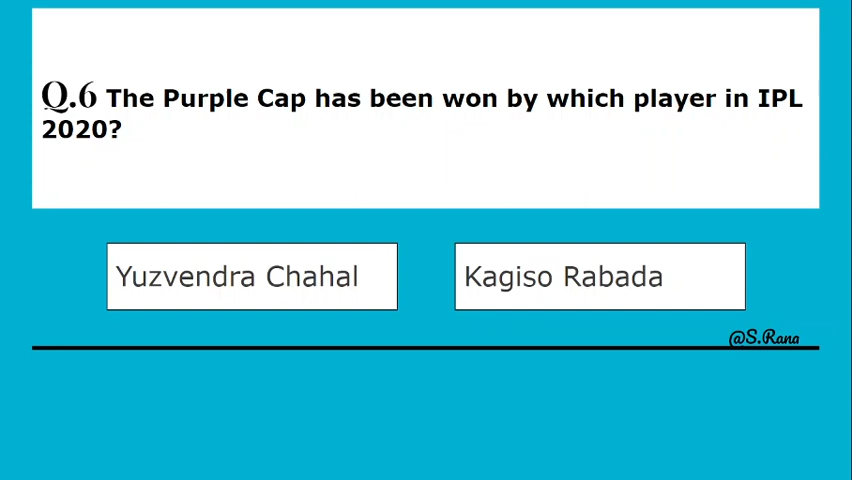 Q.6 The Purple Cap has been won by which player in IPL
2020?
Yuzvendra Chahal
Kagiso Rabada
@S.Rana